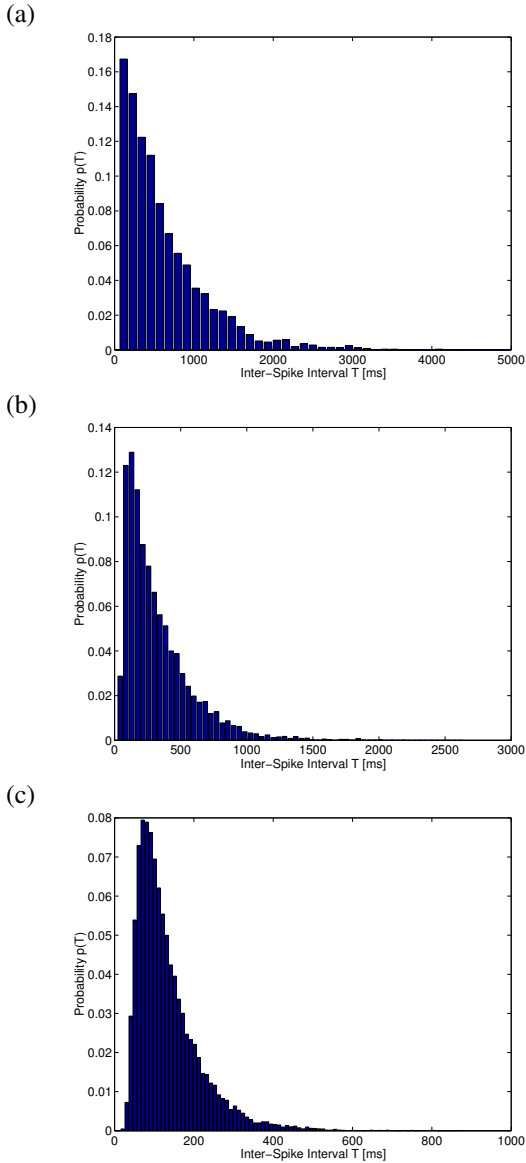 (a)
0.18
0.16
0.14
0.12
0.1
0.08
0.06
0.04
0.02
0
Probability p(T)
0 1000 2000 3000 4000 5000
Inter−Spike Interval T [ms]
(b)
0.14
0.12
0.1
0.08
0.06
0.04
0.02
0
Probability p(T)
0 500 1000 1500 2000 2500 3000
Inter−Spike Interval T [ms]
(c)
0.08
0.07
0.06
0.05
0.04
0.03
0.02
0.01
0
Probability p(T)
0 200 400 600 800 1000
Inter−Spike Interval T [ms]